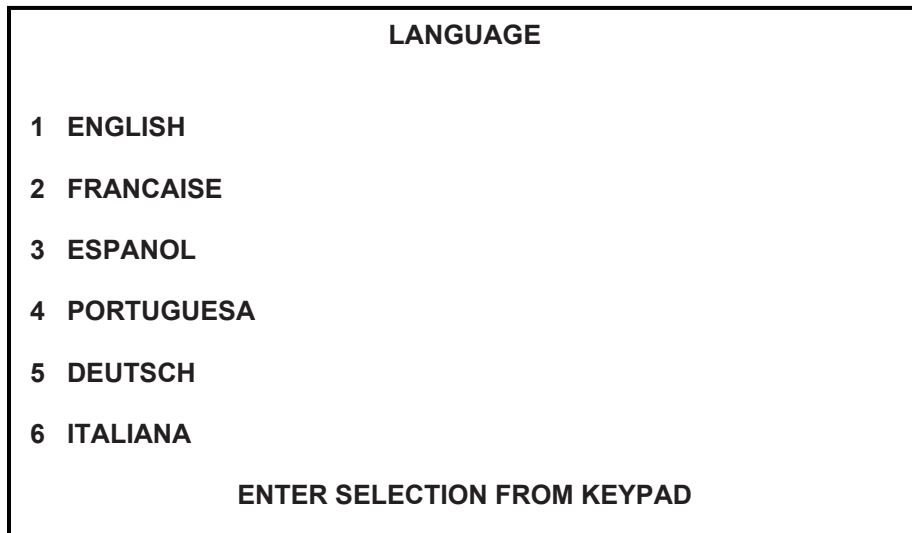 LANGUAGE
1 ENGLISH
2 FRANCAISE
3 ESPANOL
4 PORTUGUESA
5 DEUTSCH
6 ITALIANA
ENTER SELECTION FROM KEYPAD